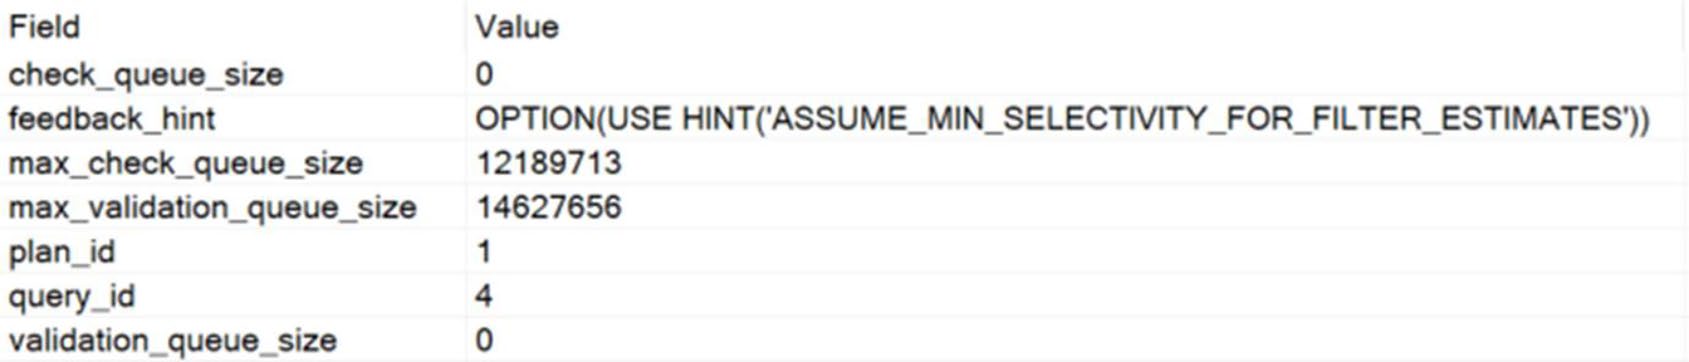 Field Value
check_queue_size 0
feedback_hint OPTION(USE HINT('ASSUME_MIN_SELECTIVITY_FOR_FILTER_ESTIMATES'))
max_check_queue_size 12189713
max_validation_queue_size 14627656
plan_id 1
query_id 4
validation_queue_size 0